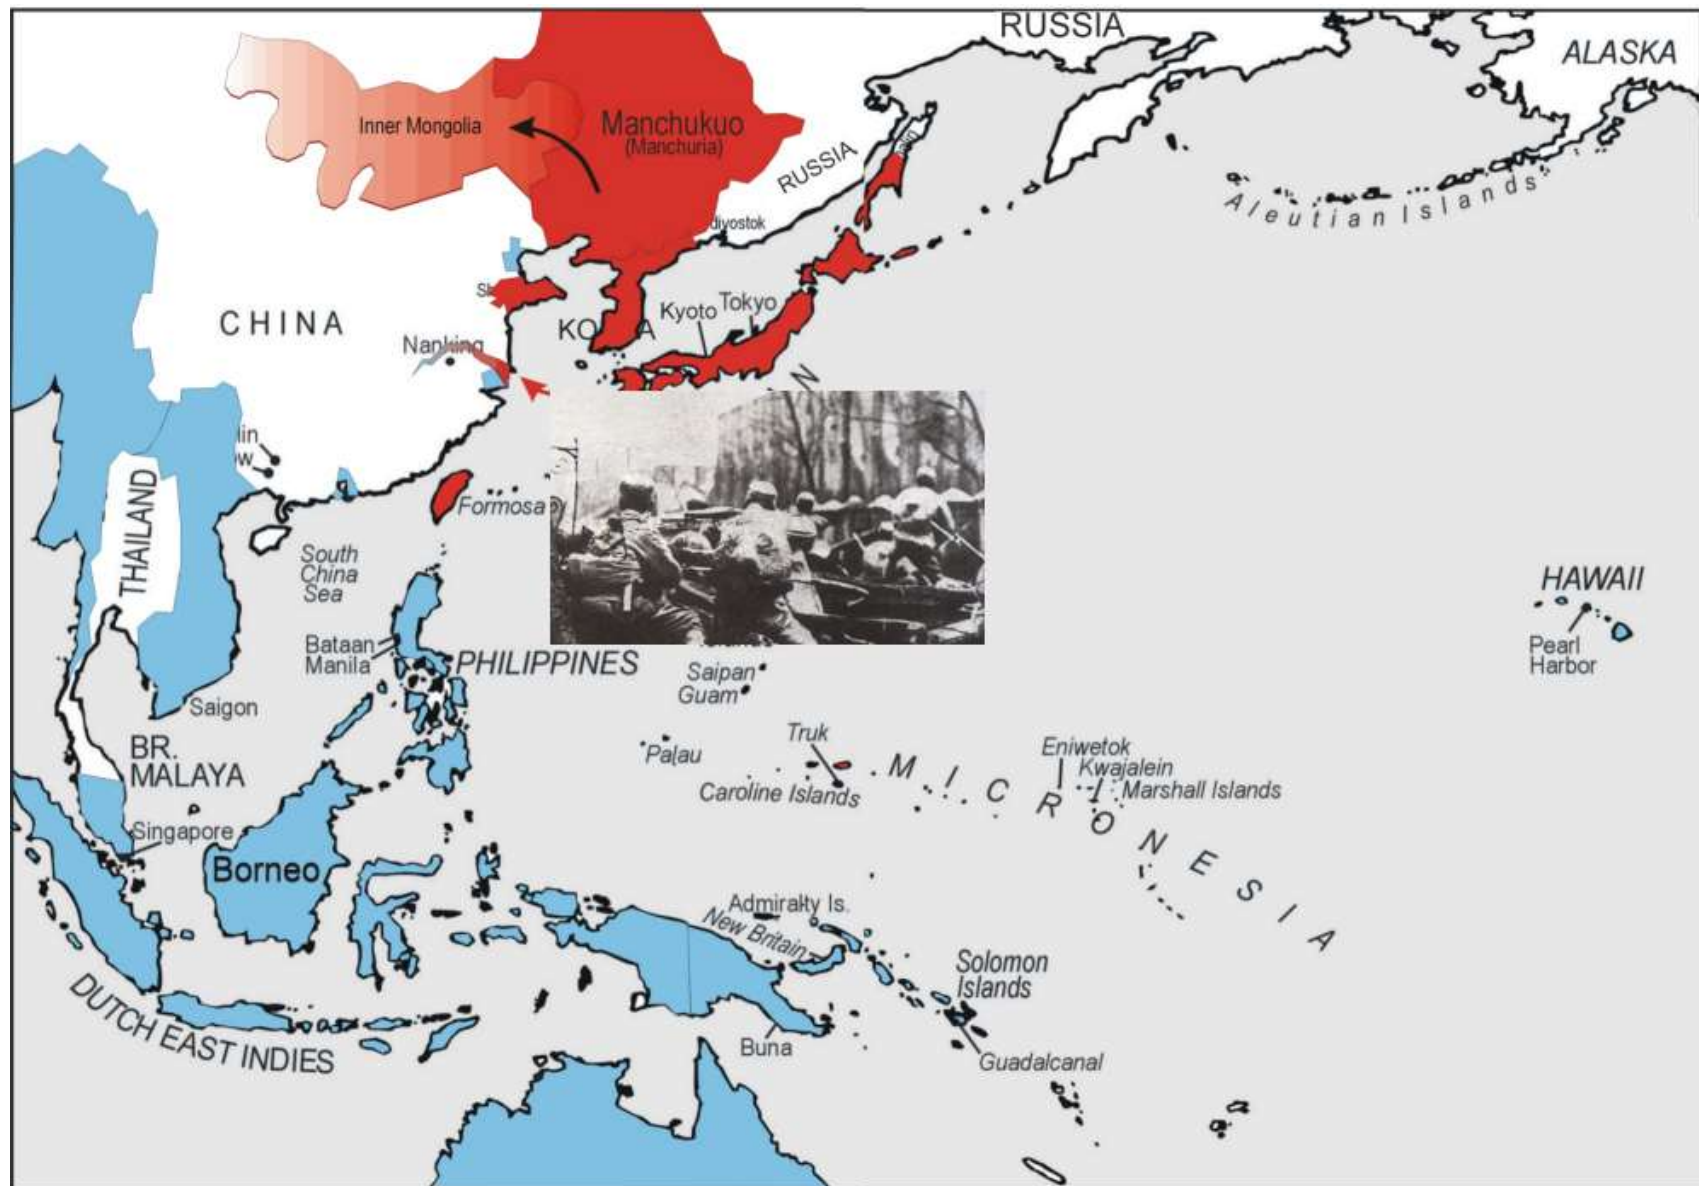 RUSSIA
ALASKA
Inner Mongolia
Manchukuo
(Manchuria)
RUSSIA
Aleutian Islands
CHINA
Kyoto
Tokyo
Nanking
THAILAND
Formosa
South
China
Sea
HAWAII
Pearl
Harbor
Bataan
Manila
PHILIPPINES
Saipan
Guam
Saigon
BR.
MALAYA
Palau
Truk
Caroline Islands
MICRONESIA
Eniwetok
Kwajalein
Marshall Islands
Singapore
Borneo
Admiralty Is.
New Britain
Solomon
Islands
DUTCH EAST INDIES
Buna
Guadalcanal